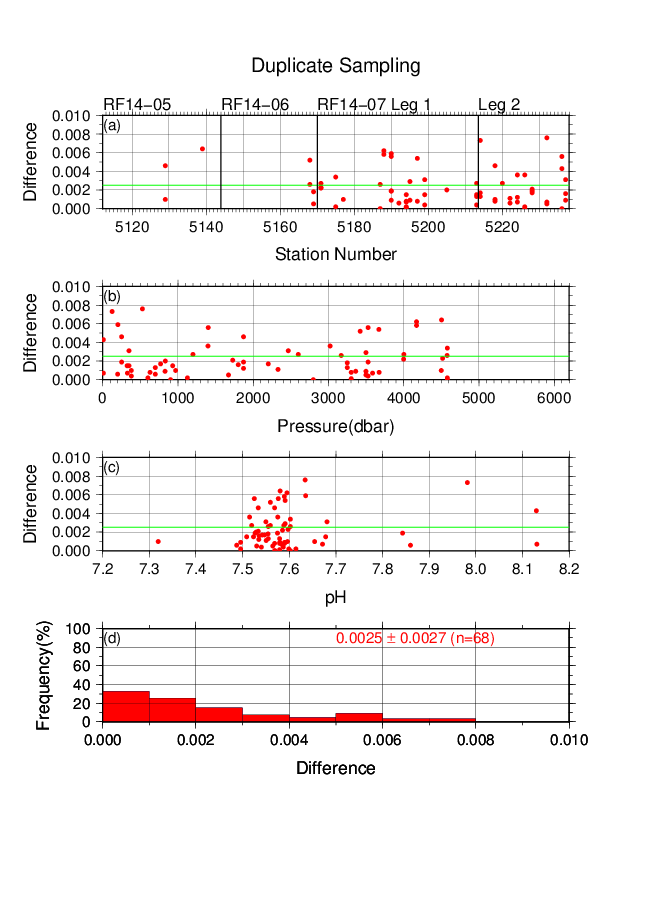 Duplicate Sampling
RF14−05 RF14−06 RF14−07 Leg 1 Leg 2
(a)
Difference
0.010
0.008
0.006
0.004
0.002
0.000
5120 5140 5160 5180 5200 5220
Station Number
(b)
Difference
0.010
0.008
0.006
0.004
0.002
0.000
0 1000 2000 3000 4000 5000 6000
Pressure(dbar)
(c)
Difference
0.010
0.008
0.006
0.004
0.002
0.000
7.2 7.3 7.4 7.5 7.6 7.7 7.8 7.9 8.0 8.1 8.2
pH
(d)
0.0025 ± 0.0027 (n=68)
Frequency(%)
100
80
60
40
20
0
0.000 0.002 0.004 0.006 0.008 0.010
Difference